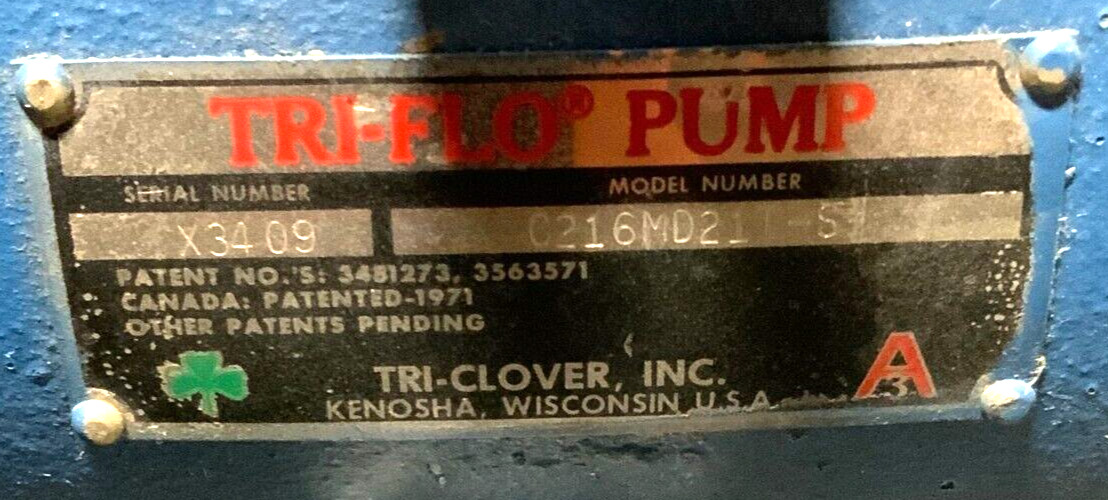 TRI-FLO® PUMP
SERIAL NUMBER MODEL NUMBER
X3409
PATENT NO.'S: 3481273, 3563571
CANADA: PATENTED-1971
OTHER PATENTS PENDING
TRI-CLOVER, INC.
KENOSHA, WISCONSIN U.S.A.
3 A